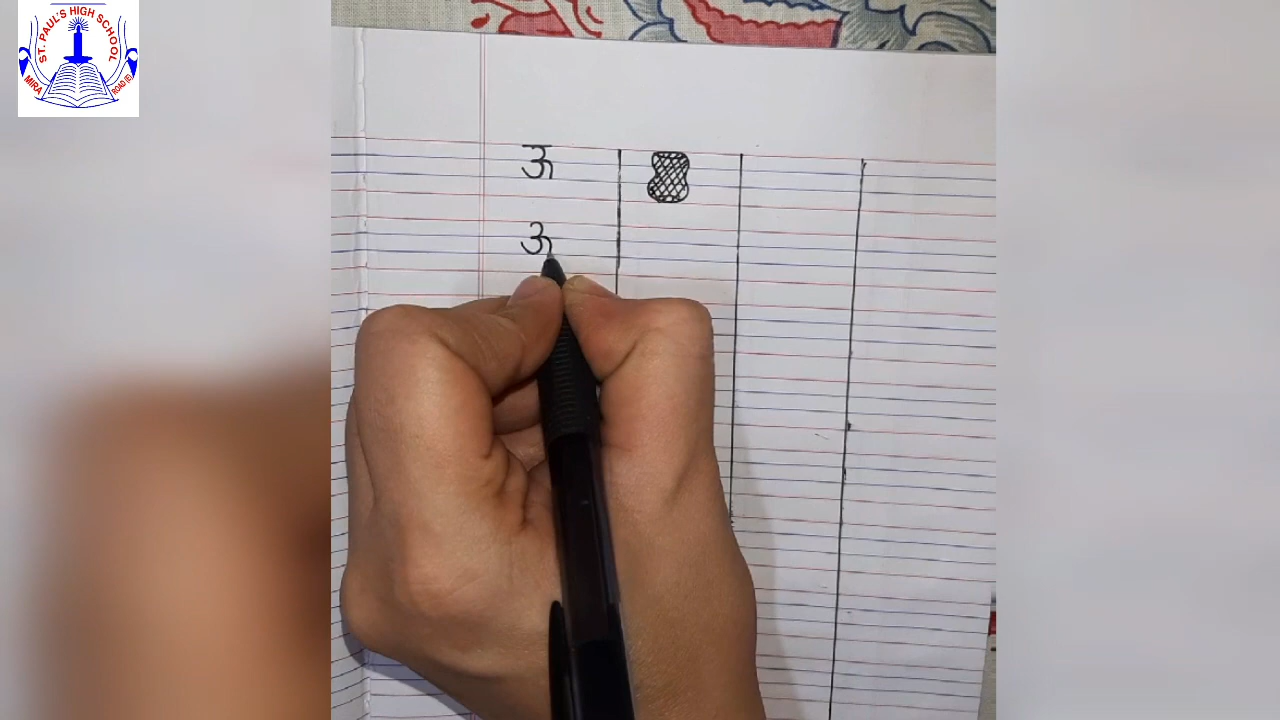 ST. PAUL'S HIGH SCHOOL
MIRA ROAD (E)
अ
अ